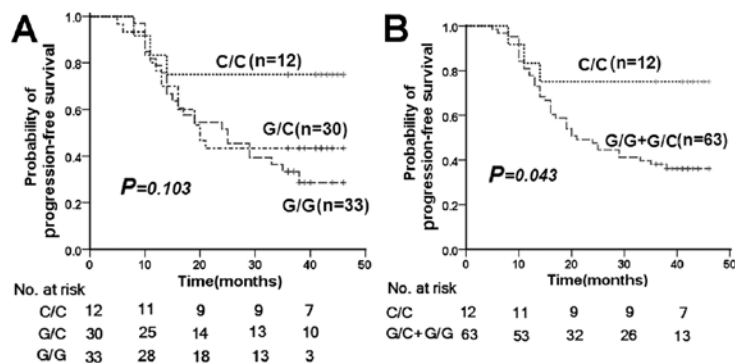 A
Probability of
progression-free survival
1.0
0.8
0.6
0.4
0.2
0.0
C/C(n=12)
G/C(n=30)
G/G(n=33)
P=0.103
0 10 20 30 40 50
Time(months)
No. at risk
C/C 12 11 9 9 7
G/C 30 25 14 13 10
G/G 33 28 18 13 3
B
Probability of
progression-free survival
1.0
0.8
0.6
0.4
0.2
0.0
C/C(n=12)
G/G+G/C(n=63)
P=0.043
0 10 20 30 40 50
Time(months)
No. at risk
C/C 12 11 9 9 7
G/C+G/G 63 53 32 26 13